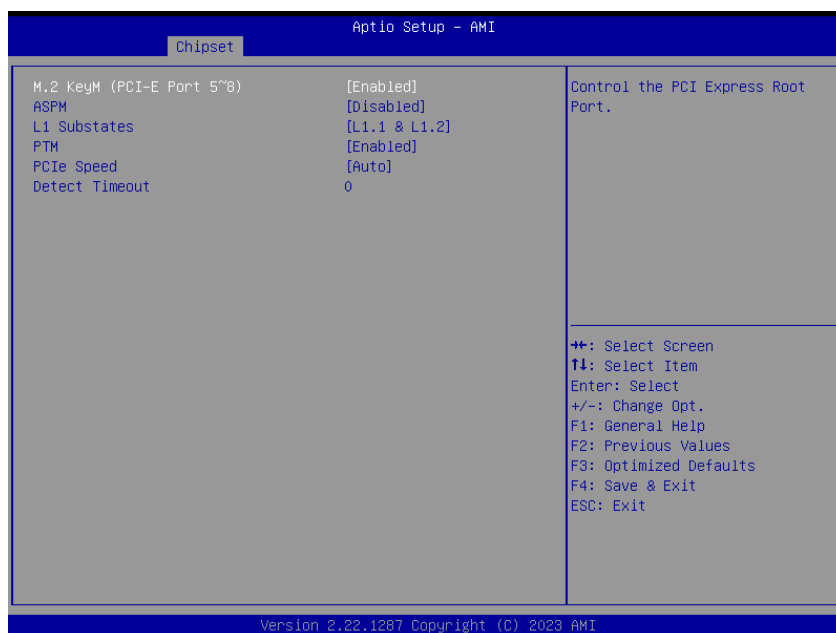 Aptio Setup – AMI
Chipset
M.2 KeyM (PCI-E Port 5~8) [Enabled]
ASPM [Disabled]
L1 Substates [L1.1 & L1.2]
PTM [Enabled]
PCIe Speed [Auto]
Detect Timeout 0
Control the PCI Express Root
Port.
→←: Select Screen
↑↓: Select Item
Enter: Select
+/-: Change Opt.
F1: General Help
F2: Previous Values
F3: Optimized Defaults
F4: Save & Exit
ESC: Exit
Version 2.22.1287 Copyright (C) 2023 AMI